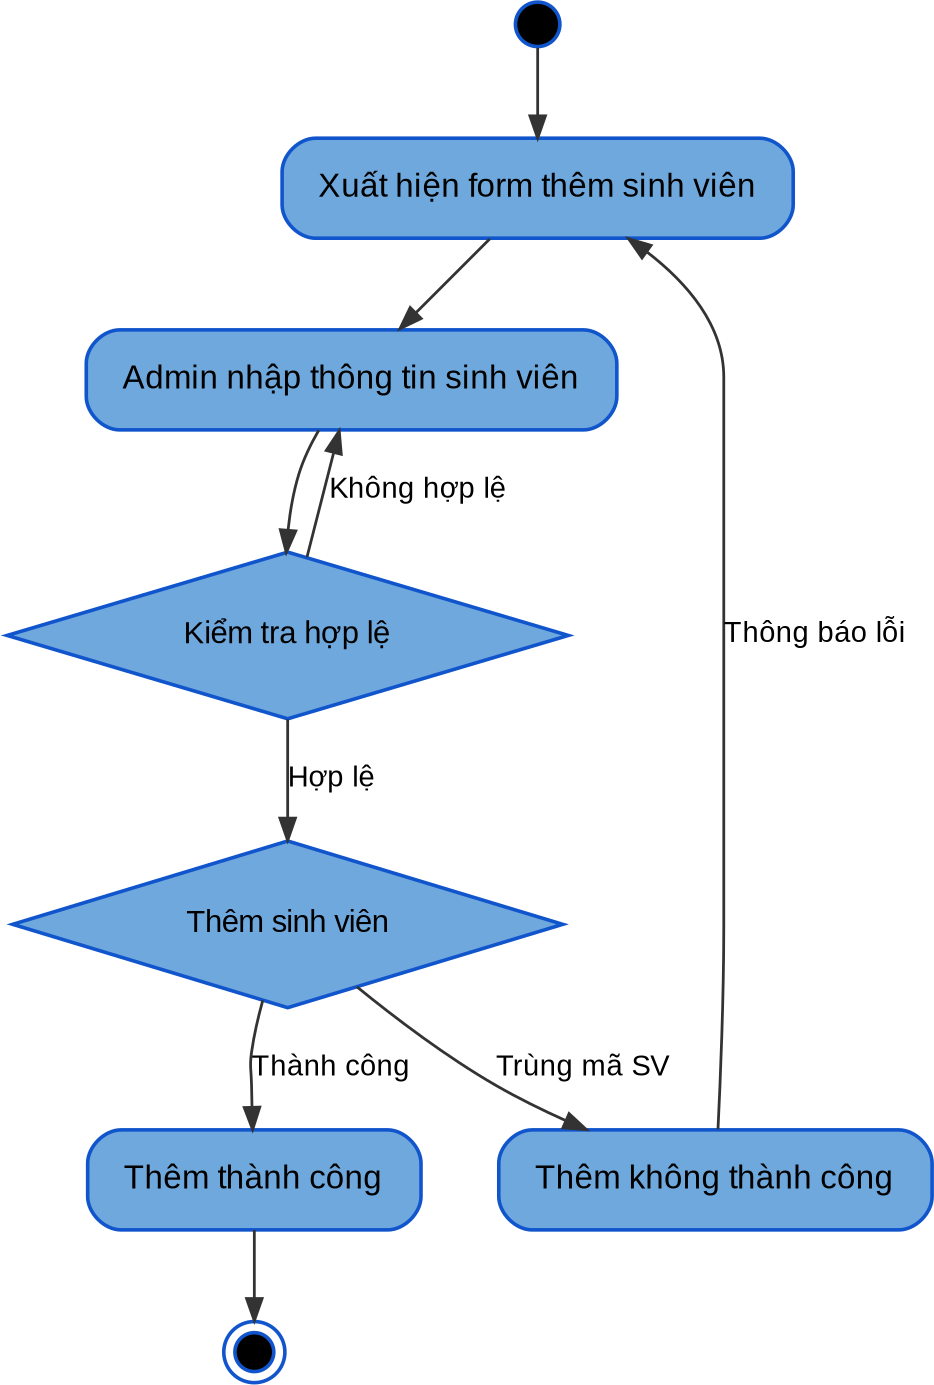 Xuất hiện form thêm sinh viên
Admin nhập thông tin sinh viên
Không hợp lệ
Kiểm tra hợp lệ
Thông báo lỗi
Hợp lệ
Thêm sinh viên
Thành công
Trùng mã SV
Thêm thành công
Thêm không thành công